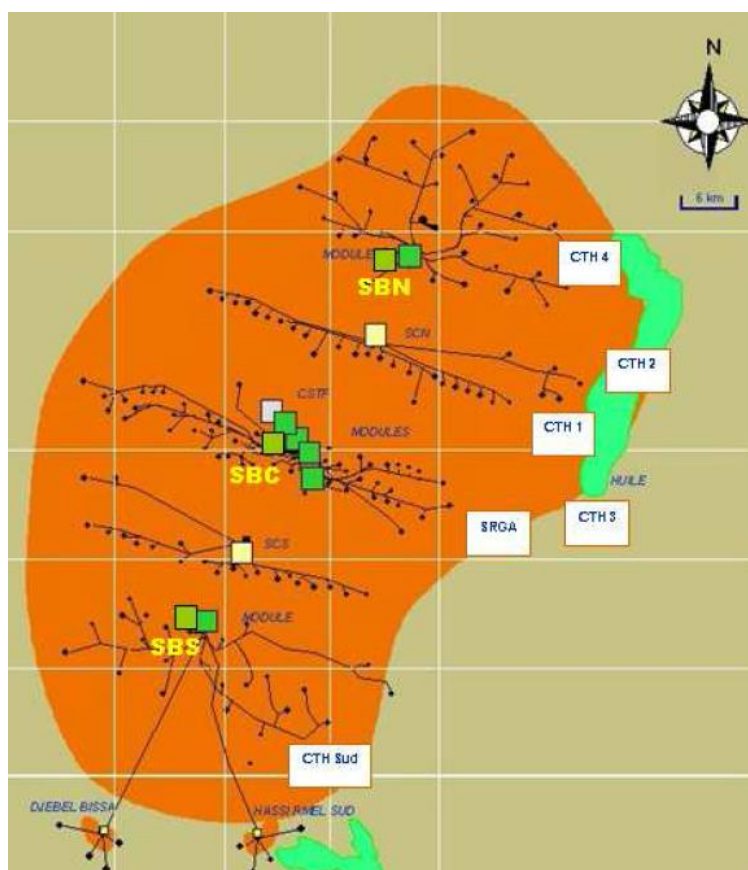 N
6 km
CTH 4
MODULE
SBN
SCN
CTH 2
CSTF
CTH 1
MODULES
SBC
HUILE
CTH 3
SRGA
SCS
MODULE
SBS
CTH Sud
DJEBEL BISSA
HASSI RMEL SUD